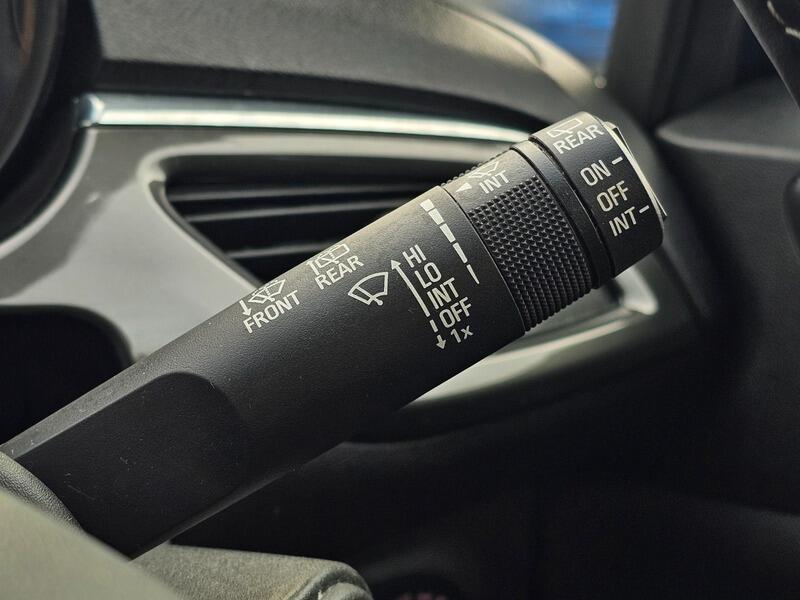 FRONT
REAR
HI
LO
INT
OFF
1x
INT
REAR
ON
OFF
INT